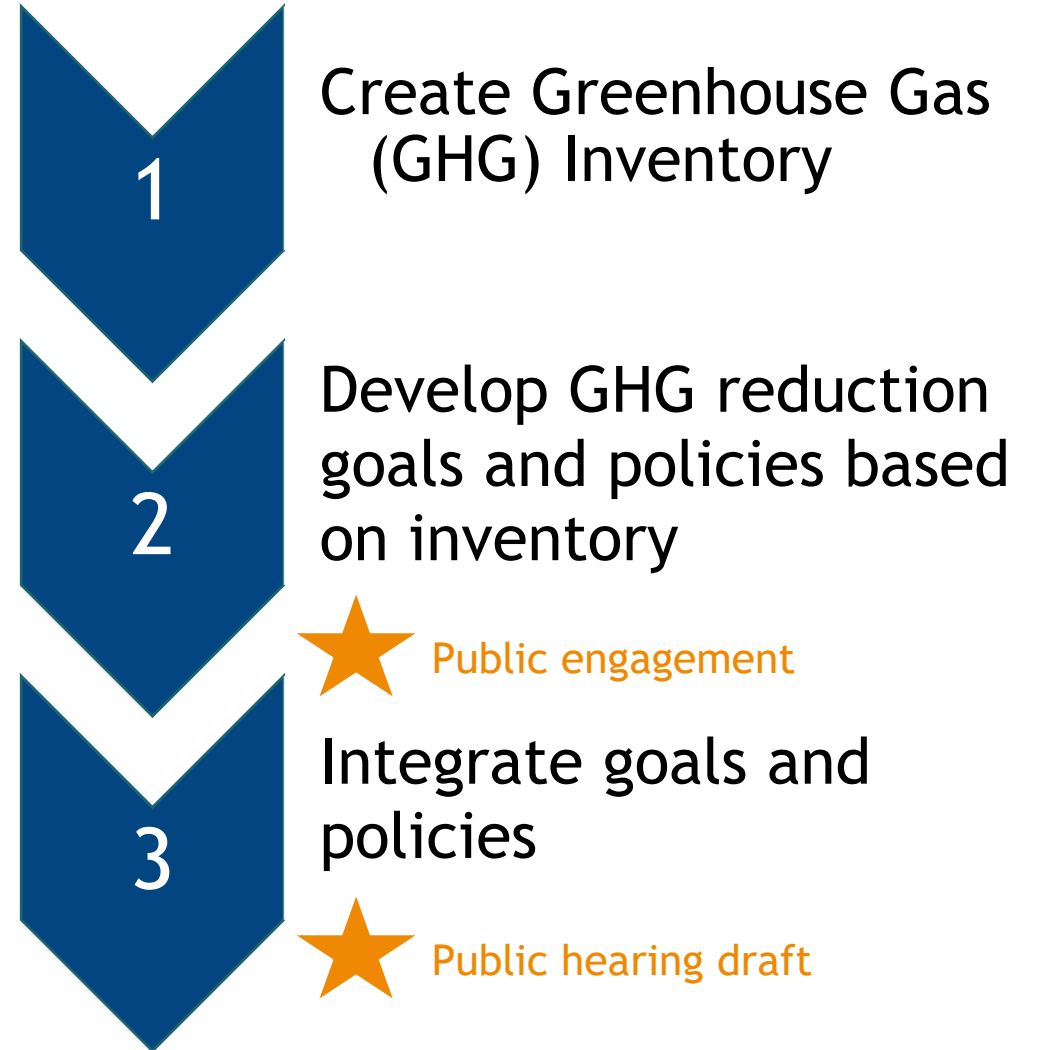 1
Create Greenhouse Gas
(GHG) Inventory
2
Develop GHG reduction
goals and policies based
on inventory
Public engagement
3
Integrate goals and
policies
Public hearing draft